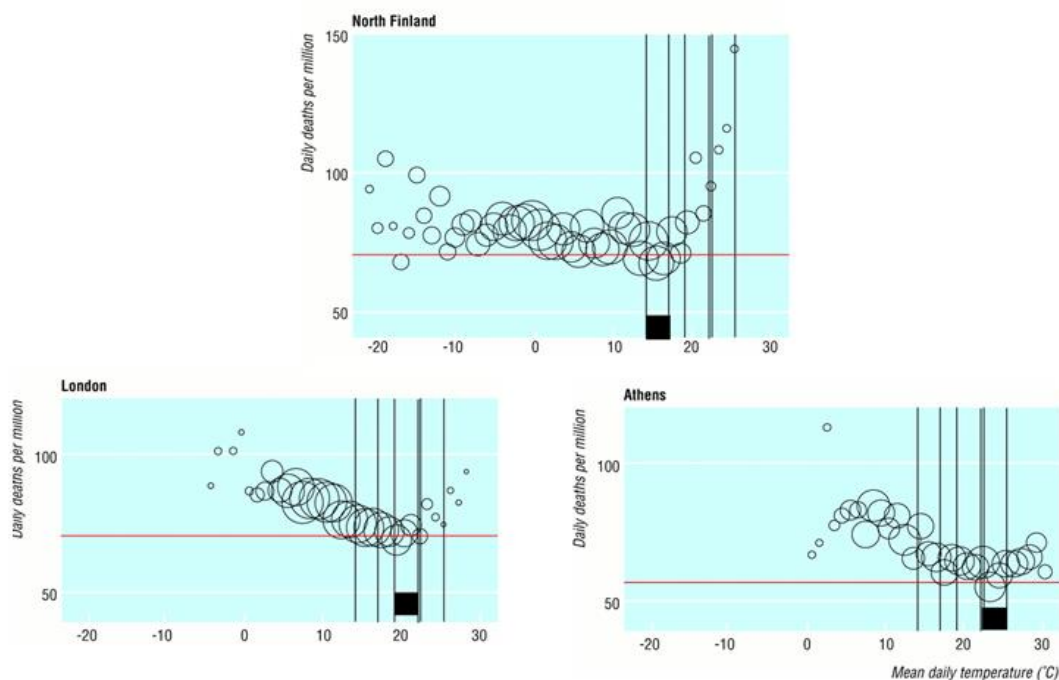 North Finland
Daily deaths per million
150
100
50
-20 -10 0 10 20 30
London
Daily deaths per million
100
50
-20 -10 0 10 20 30
Athens
Daily deaths per million
100
50
-20 -10 0 10 20 30
Mean daily temperature (°C)